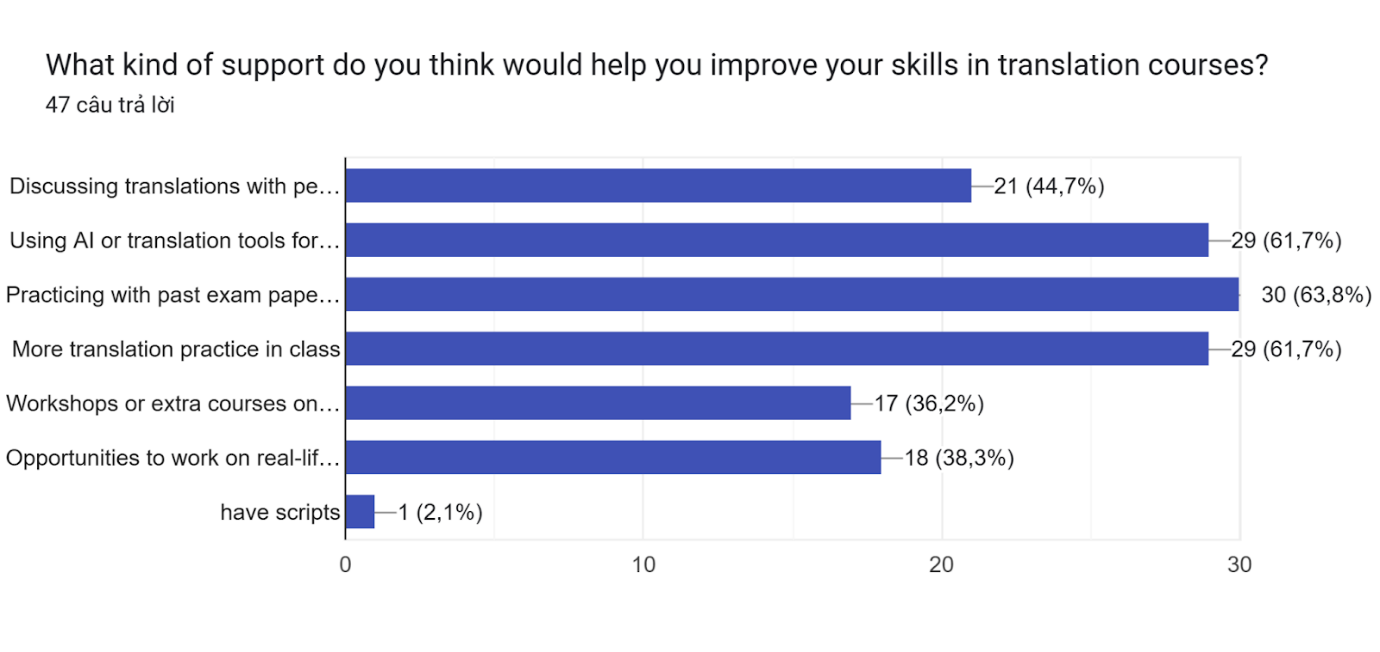 What kind of support do you think would help you improve your skills in translation courses?
47 câu trả lời
Discussing translations with pe… 21 (44,7%)
Using AI or translation tools for… 29 (61,7%)
Practicing with past exam pape… 30 (63,8%)
More translation practice in class 29 (61,7%)
Workshops or extra courses on… 17 (36,2%)
Opportunities to work on real-lif… 18 (38,3%)
have scripts 1 (2,1%)
0 10 20 30